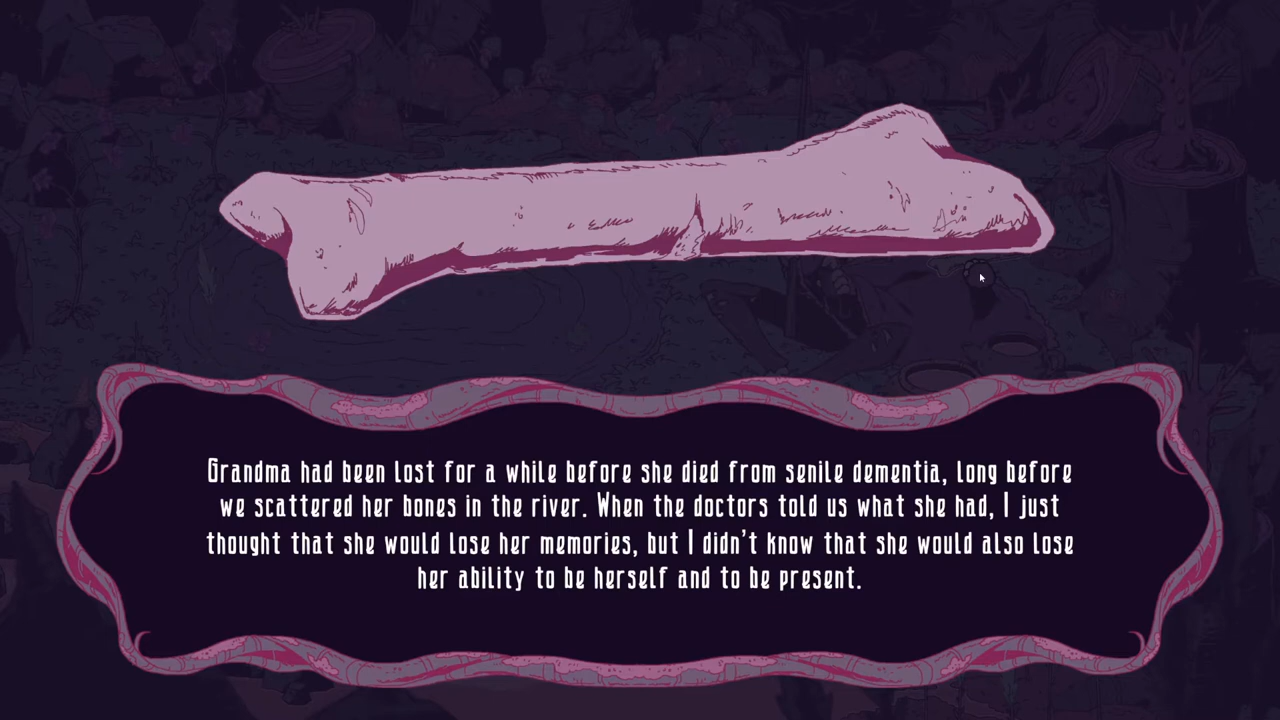 Grandma had been lost for a while before she died from senile dementia, long before
we scattered her bones in the river. When the doctors told us what she had, I just
thought that she would lose her memories, but I didn't know that she would also lose
her ability to be herself and to be present.